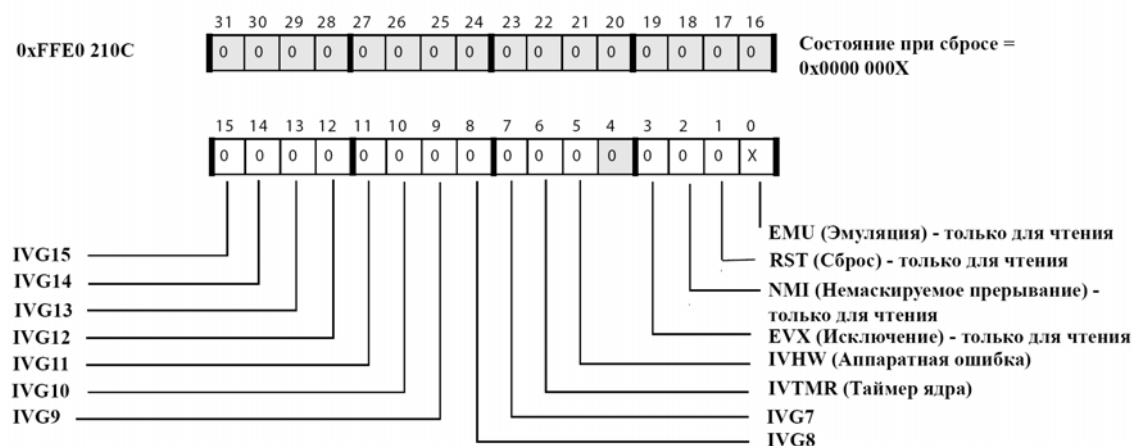 31 30 29 28 27 26 25 24 23 22 21 20 19 18 17 16
0xFFE0 210C
0 0 0 0 0 0 0 0 0 0 0 0 0 0 0 0
Состояние при сбросе =
0x0000 000X
15 14 13 12 11 10 9 8 7 6 5 4 3 2 1 0
0 0 0 0 0 0 0 0 0 0 0 0 0 0 0 X
IVG15
IVG14
IVG13
IVG12
IVG11
IVG10
IVG9
EMU (Эмуляция) - только для чтения
RST (Сброс) - только для чтения
NMI (Немаскируемое прерывание) -
только для чтения
EVX (Исключение) - только для чтения
IVHW (Аппаратная ошибка)
IVTMR (Таймер ядра)
IVG7
IVG8